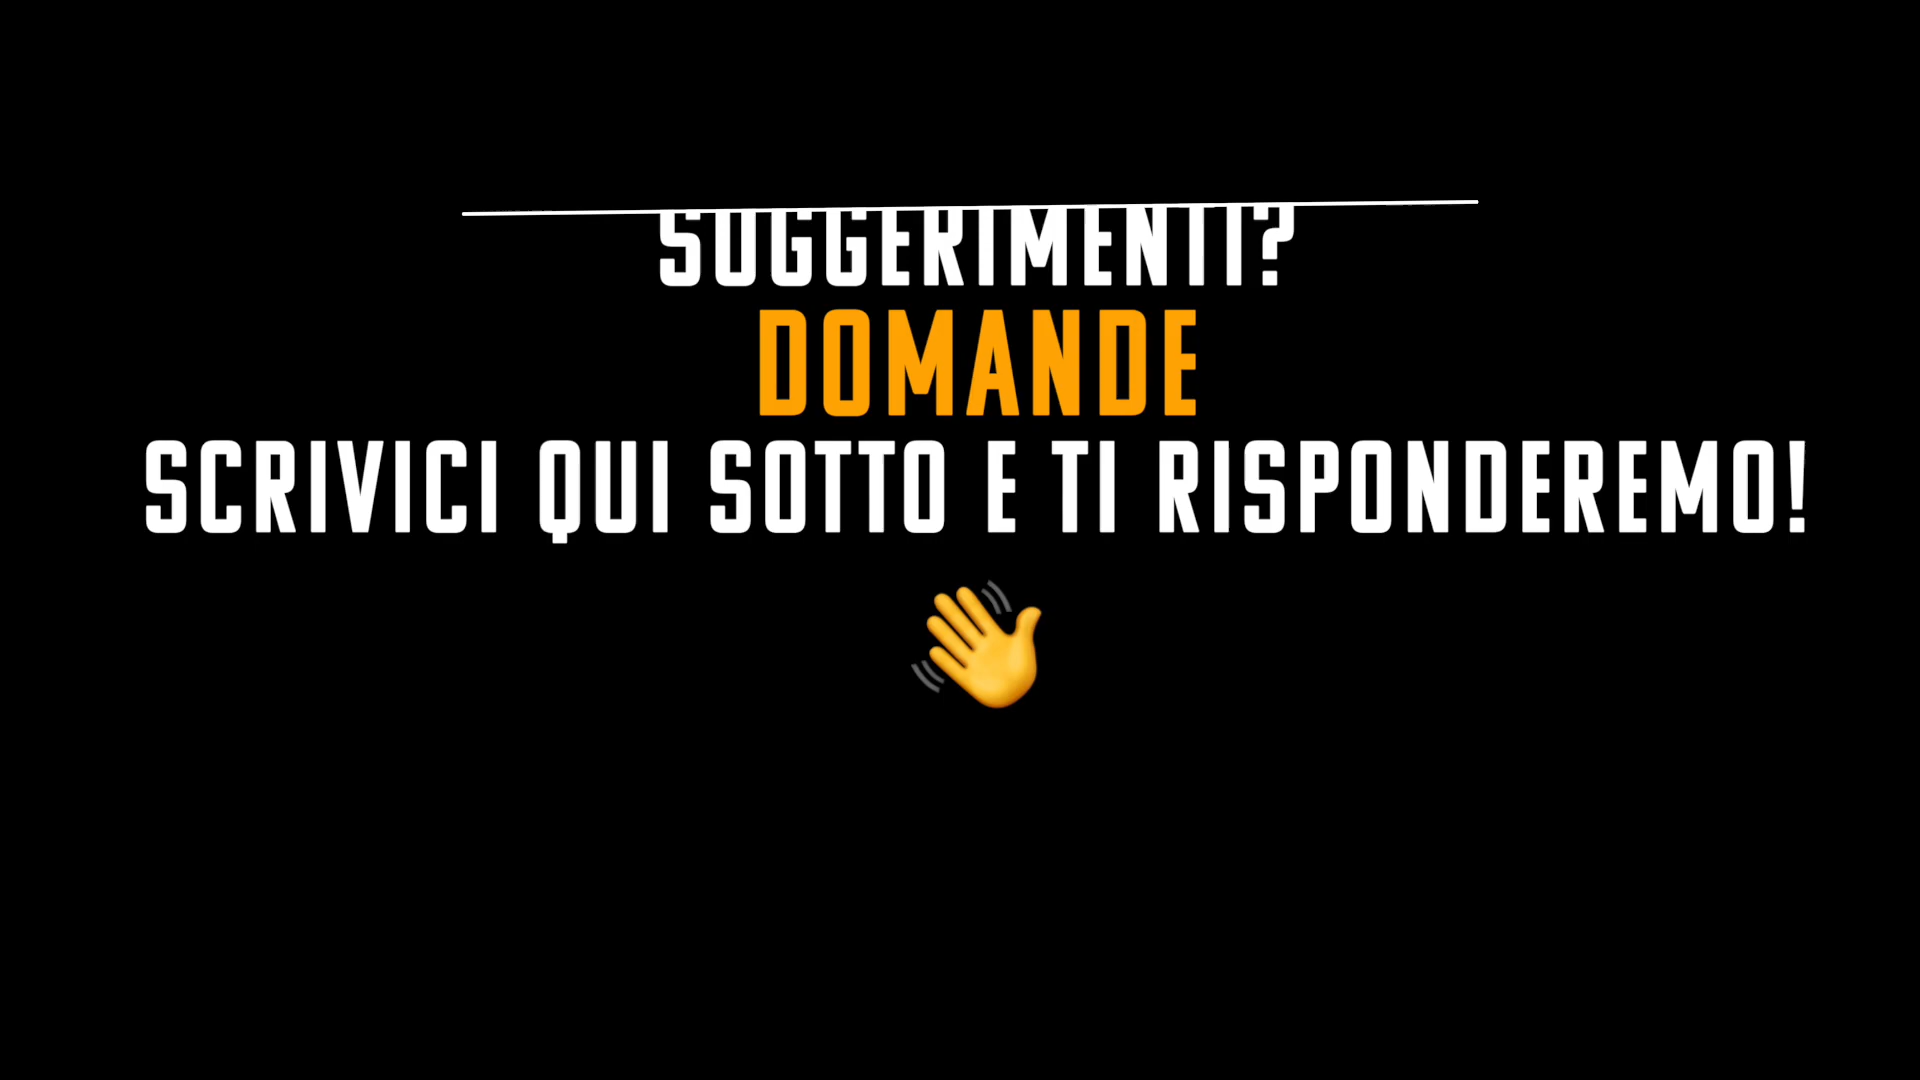 SUGGERIMENTI?
DOMANDE
SCRIVICI QUI SOTTO E TI RISPONDEREMO!
👋